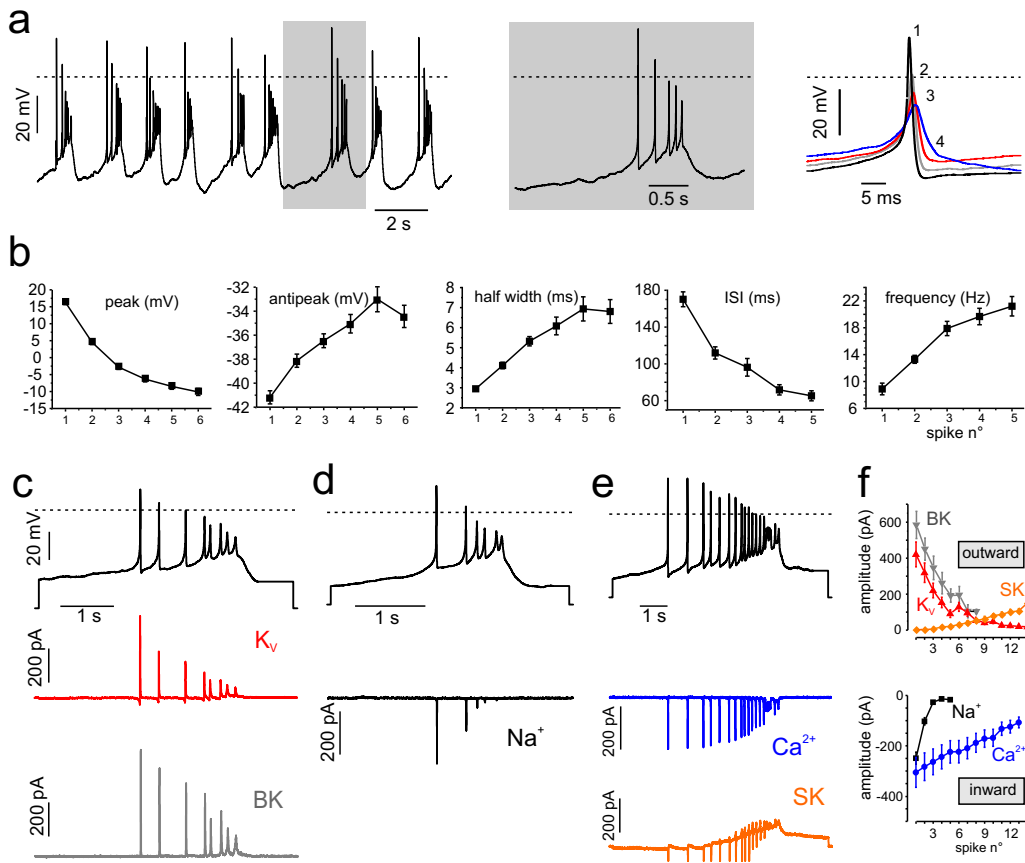 a
20 mV
2 s
0.5 s
20 mV
1
2
3
4
5 ms
b
peak (mV)
20
15
10
5
0
-5
-10
-15
1 2 3 4 5 6
antipeak (mV)
-32
-34
-36
-38
-40
-42
1 2 3 4 5 6
half width (ms)
8
7
6
5
4
3
2
1 2 3 4 5 6
ISI (ms)
180
140
100
60
1 2 3 4 5
frequency (Hz)
22
18
14
10
6
1 2 3 4 5
spike n°
c
20 mV
1 s
200 pA
Kv
200 pA
BK
d
1 s
200 pA
Na+
e
1 s
200 pA
Ca2+
200 pA
SK
f
amplitude (pA)
600
400
200
0
BK
outward
SK
Kv
3 6 9 12
amplitude (pA)
0
-200
-400
Na+
Ca2+
inward
3 6 9 12
spike n°